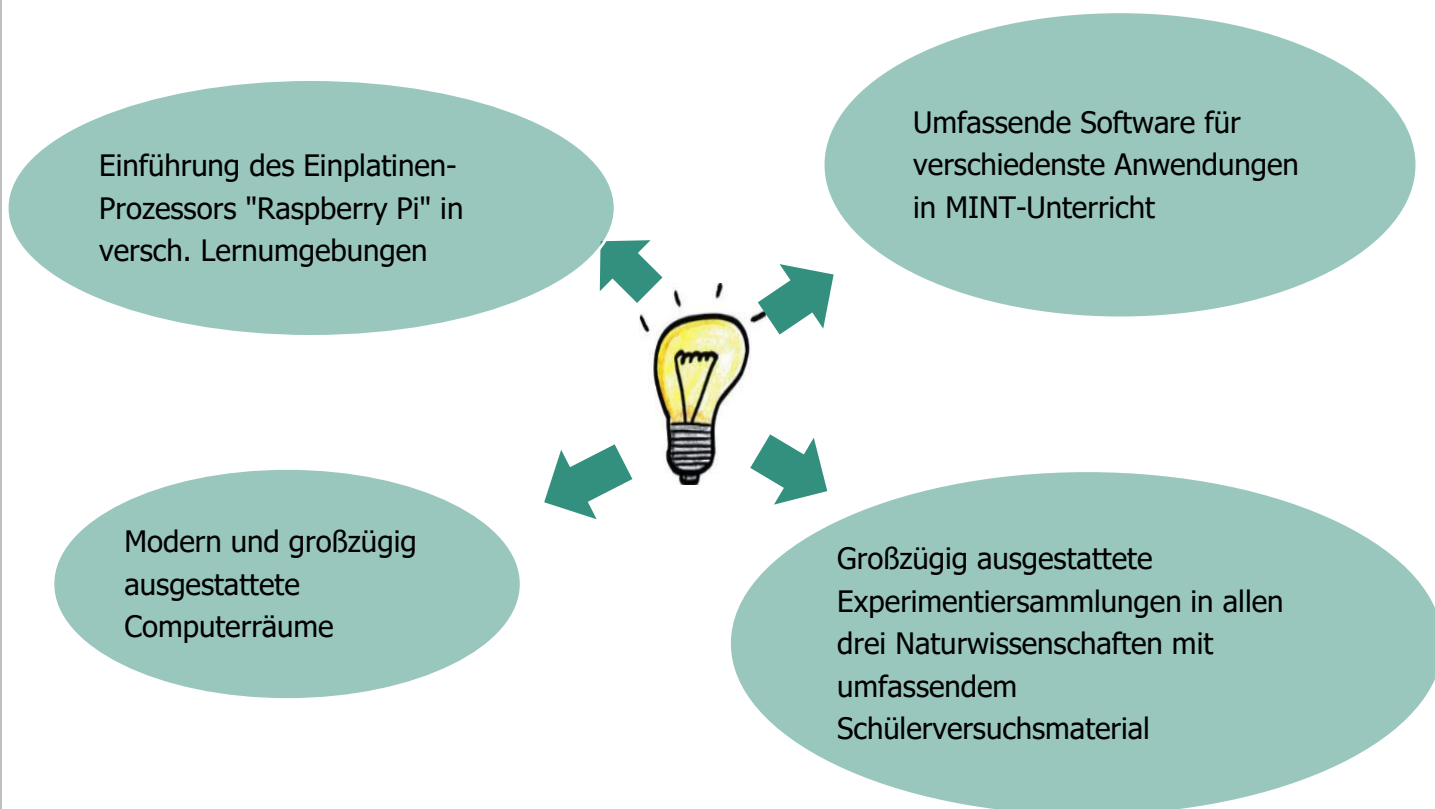 Einführung des Einplatinen-
Prozessors "Raspberry Pi" in
versch. Lernumgebungen
Umfassende Software für
verschiedenste Anwendungen
in MINT-Unterricht
Modern und großzügig
ausgestattete
Computerräume
Großzügig ausgestattete
Experimentiersammlungen in allen
drei Naturwissenschaften mit
umfassendem
Schülerversuchsmaterial